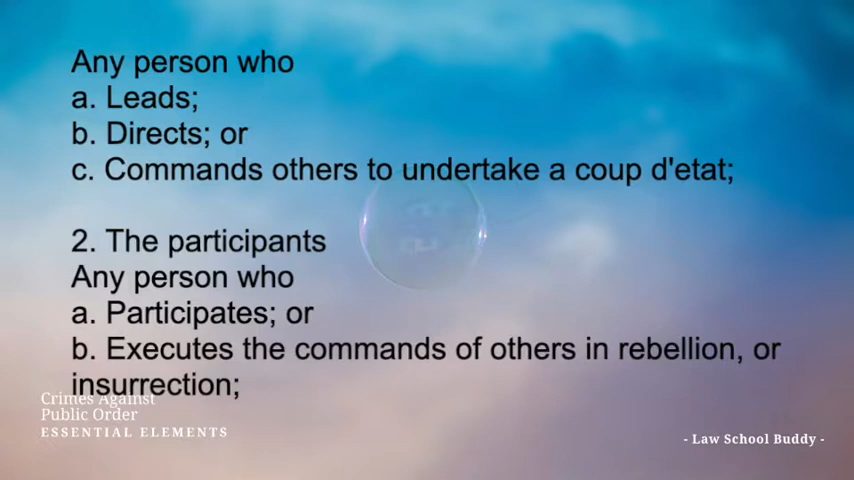 Any person who
a. Leads;
b. Directs; or
c. Commands others to undertake a coup d'etat;
2. The participants
Any person who
a. Participates; or
b. Executes the commands of others in rebellion, or
insurrection;
Crimes Against
Public Order
ESSENTIAL ELEMENTS
- Law School Buddy -